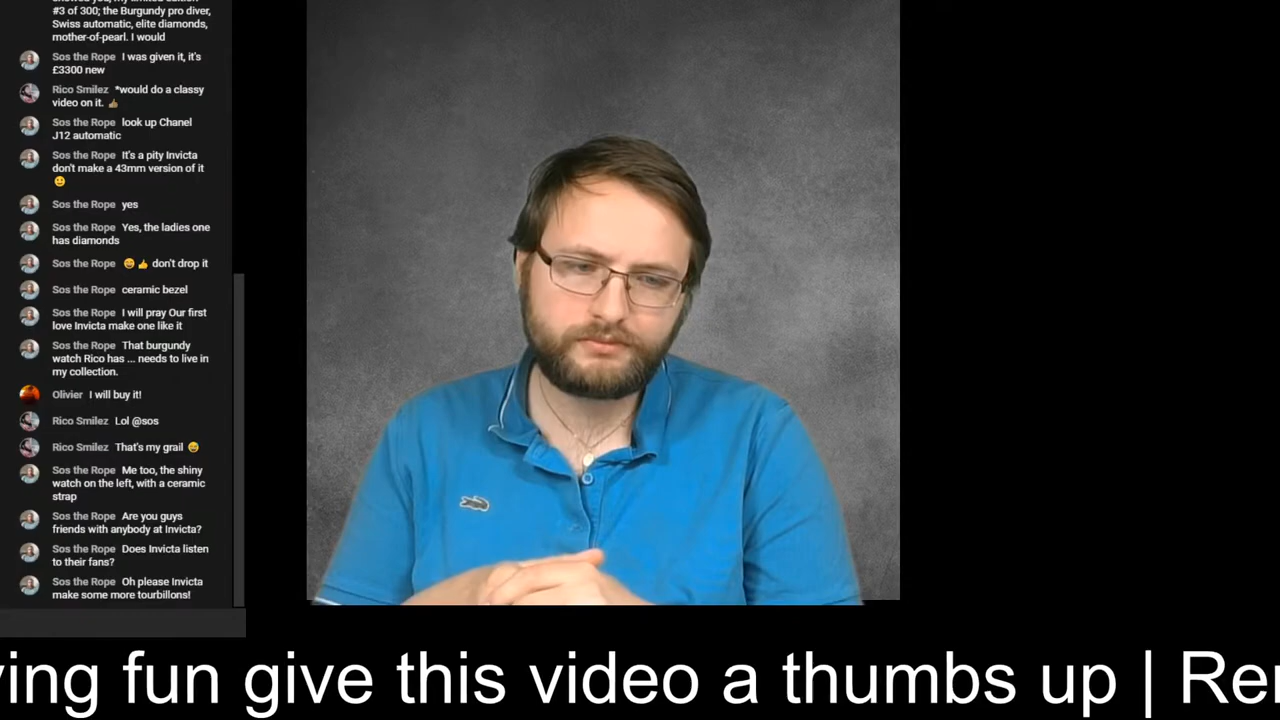 #3 of 300; the Burgundy pro diver,
Swiss automatic, elite diamonds,
mother-of-pearl. I would
Sos the Rope I was given it, it's
£3300 new
Rico Smilez *would do a classy
video on it. 👍🏽
Sos the Rope look up Chanel
J12 automatic
Sos the Rope It's a pity Invicta
don't make a 43mm version of it
🙂
Sos the Rope yes
Sos the Rope Yes, the ladies one
has diamonds
Sos the Rope 😄👍 don't drop it
Sos the Rope ceramic bezel
Sos the Rope I will pray Our first
love Invicta make one like it
Sos the Rope That burgundy
watch Rico has ... needs to live in
my collection.
Olivier I will buy it!
Rico Smilez Lol @sos
Rico Smilez That's my grail 😄
Sos the Rope Me too, the shiny
watch on the left, with a ceramic
strap
Sos the Rope Are you guys
friends with anybody at Invicta?
Sos the Rope Does Invicta listen
to their fans?
Sos the Rope Oh please Invicta
make some more tourbillons!
ving fun give this video a thumbs up | Re